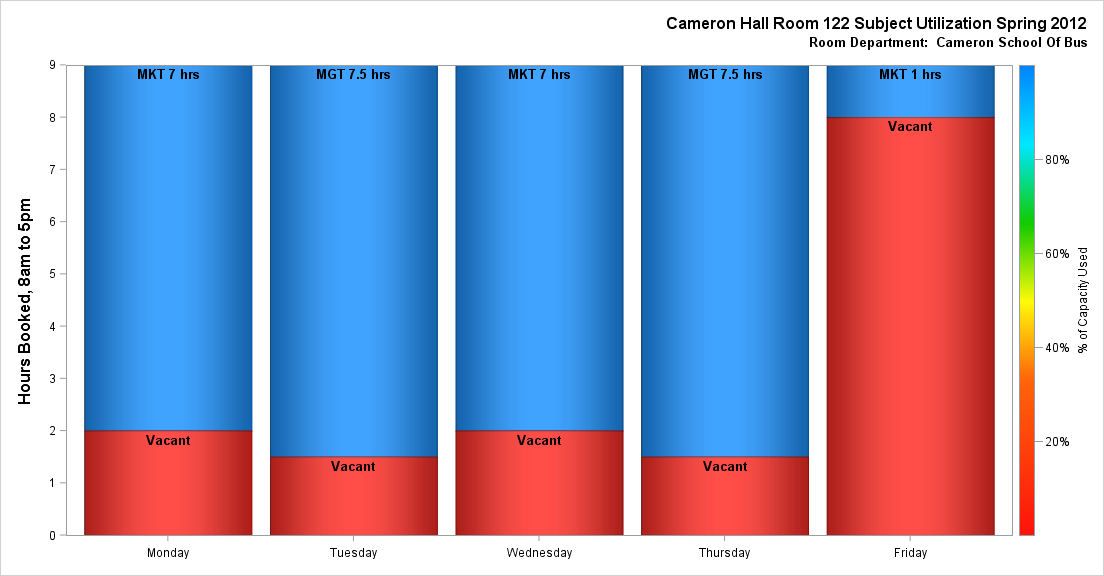 Cameron Hall Room 122 Subject Utilization Spring 2012
Room Department:  Cameron School Of Bus
Hours Booked, 8am to 5pm
9
8
7
6
5
4
3
2
1
0
MKT 7 hrs
Vacant
MGT 7.5 hrs
Vacant
MKT 7 hrs
Vacant
MGT 7.5 hrs
Vacant
MKT 1 hrs
Vacant
Monday
Tuesday
Wednesday
Thursday
Friday
80%
60%
40%
20%
% of Capacity Used